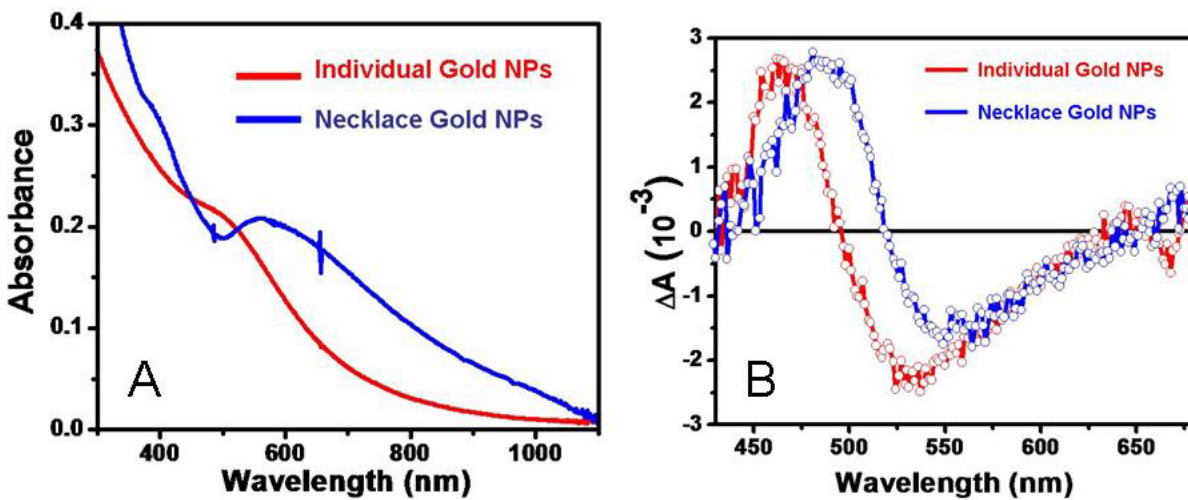 0.4
0.3
0.2
0.1
0.0
Absorbance
Individual Gold NPs
Necklace Gold NPs
A
400 600 800 1000
Wavelength (nm)
3
2
1
0
-1
-2
-3
ΔA (10⁻³)
Individual Gold NPs
Necklace Gold NPs
B
450 500 550 600 650
Wavelength (nm)